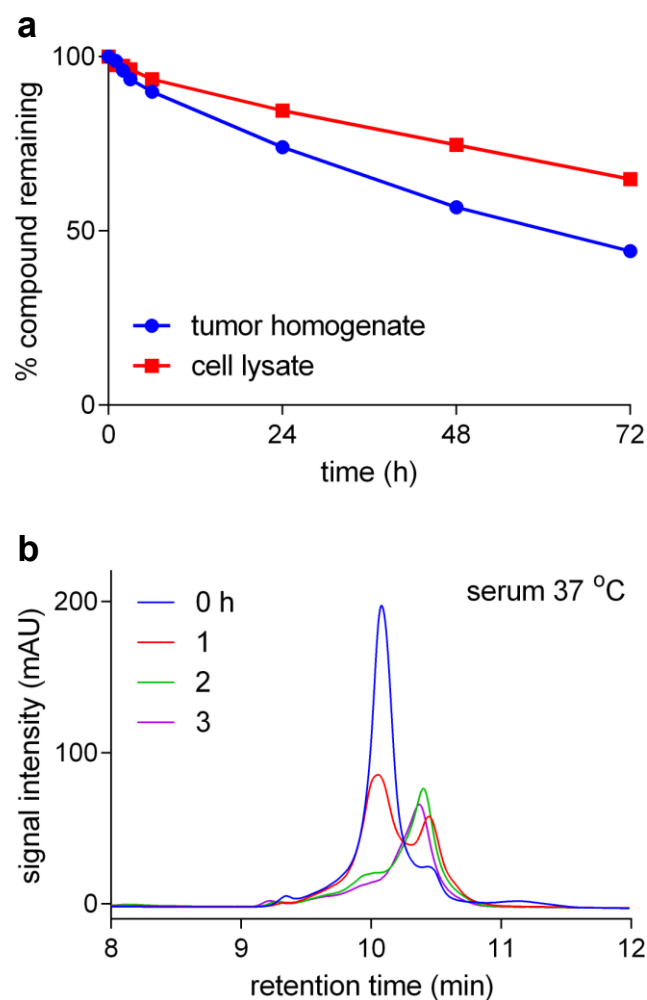 a
100
50
0
% compound remaining
tumor homogenate
cell lysate
0 24 48 72
time (h)
b
200
100
0
signal intensity (mAU)
0 h
1
2
3
serum 37 ºC
8 9 10 11 12
retention time (min)